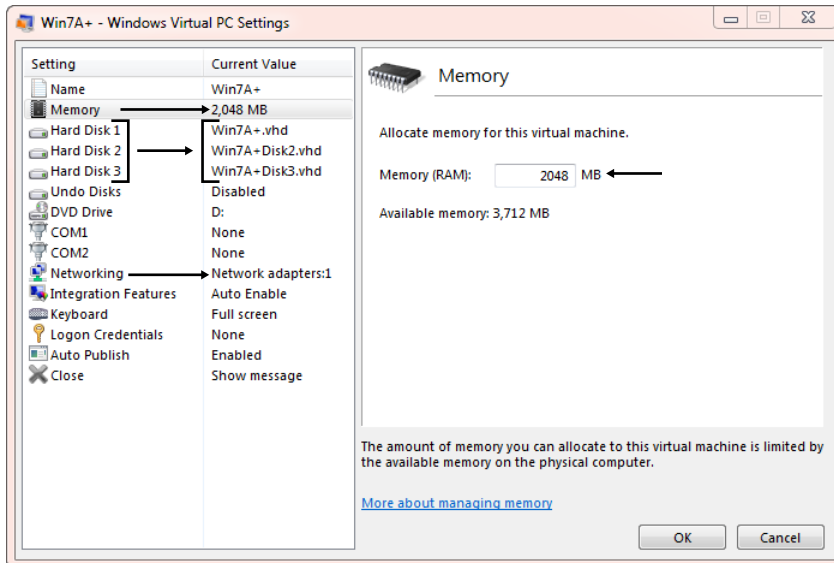 Win7A+ - Windows Virtual PC Settings
Setting Current Value
Name Win7A+
Memory 2,048 MB
Hard Disk 1 Win7A+.vhd
Hard Disk 2 Win7A+Disk2.vhd
Hard Disk 3 Win7A+Disk3.vhd
Undo Disks Disabled
DVD Drive D:
COM1 None
COM2 None
Networking Network adapters:1
Integration Features Auto Enable
Keyboard Full screen
Logon Credentials None
Auto Publish Enabled
Close Show message
Memory
Allocate memory for this virtual machine.
Memory (RAM): 2048 MB
Available memory: 3,712 MB
The amount of memory you can allocate to this virtual machine is limited by
the available memory on the physical computer.
More about managing memory
OK Cancel